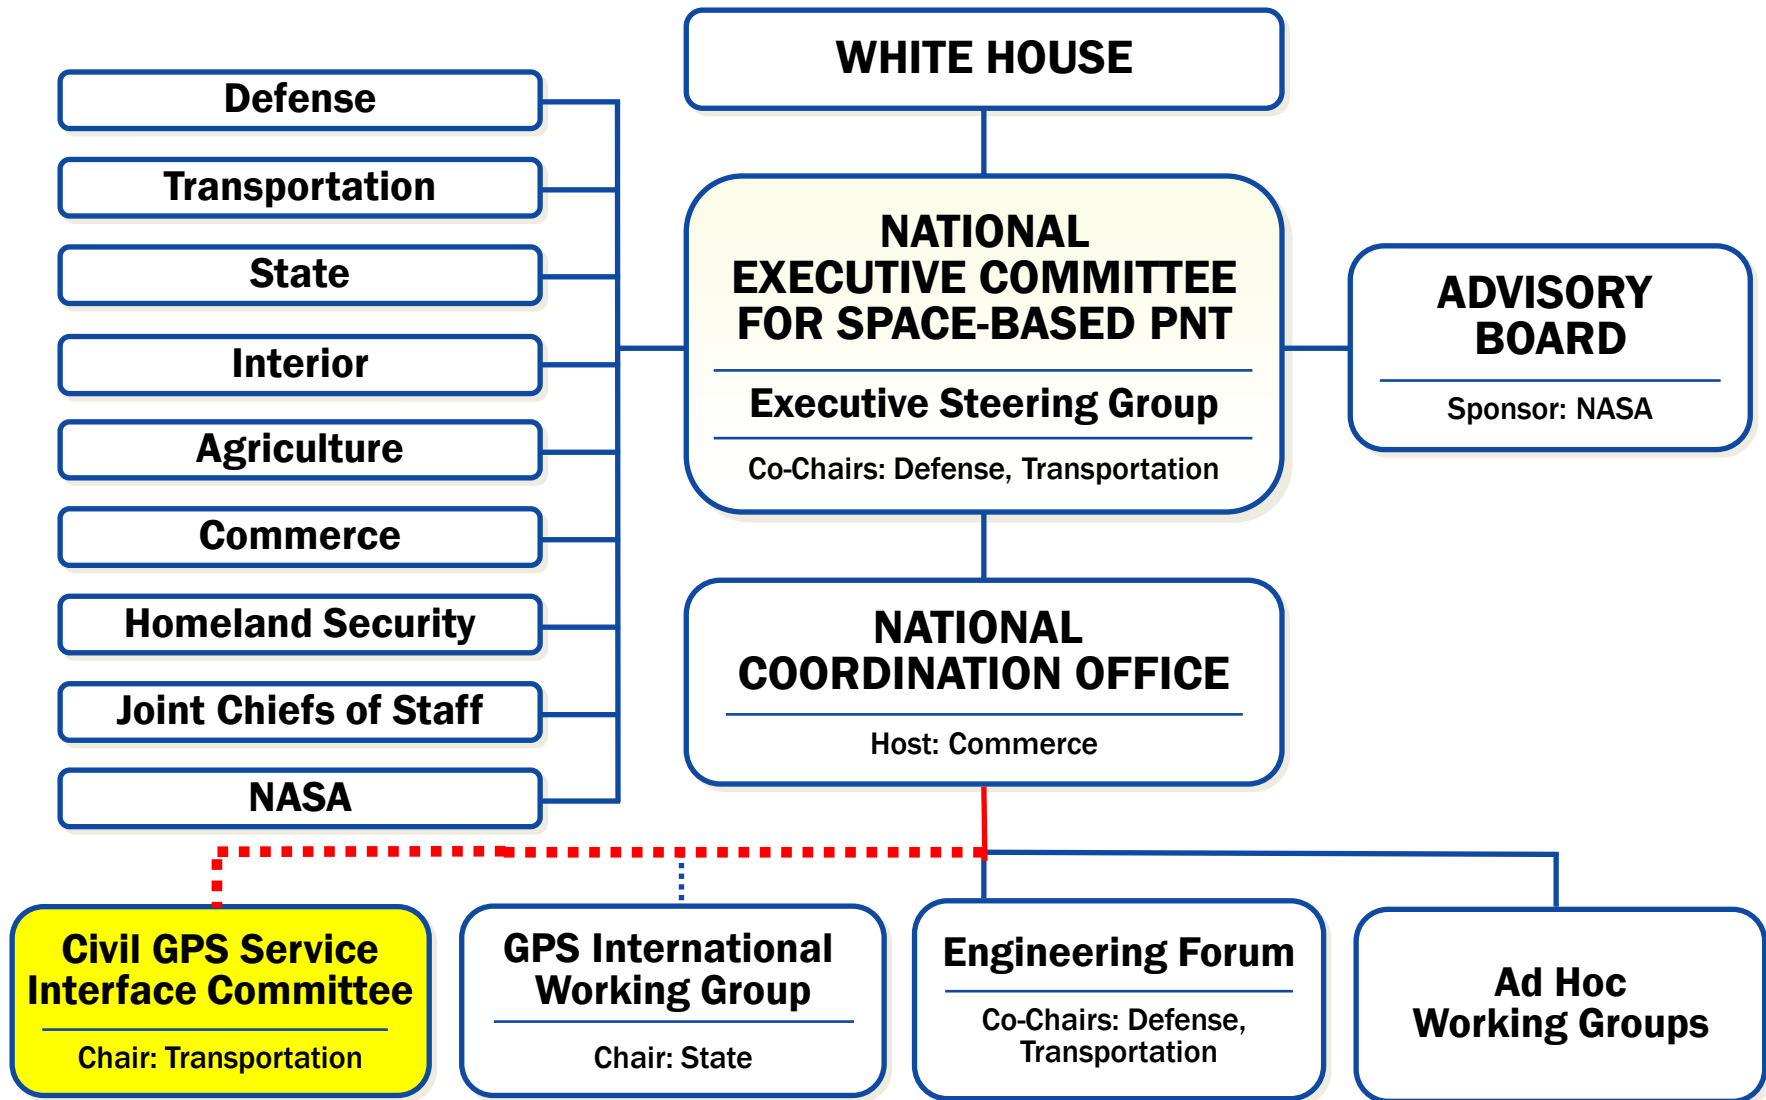 WHITE HOUSE
Defense
Transportation
State
Interior
Agriculture
Commerce
Homeland Security
Joint Chiefs of Staff
NASA
NATIONAL
EXECUTIVE COMMITTEE
FOR SPACE-BASED PNT
Executive Steering Group
Co-Chairs: Defense, Transportation
ADVISORY
BOARD
Sponsor: NASA
NATIONAL
COORDINATION OFFICE
Host: Commerce
Civil GPS Service
Interface Committee
Chair: Transportation
GPS International
Working Group
Chair: State
Engineering Forum
Co-Chairs: Defense,
Transportation
Ad Hoc
Working Groups